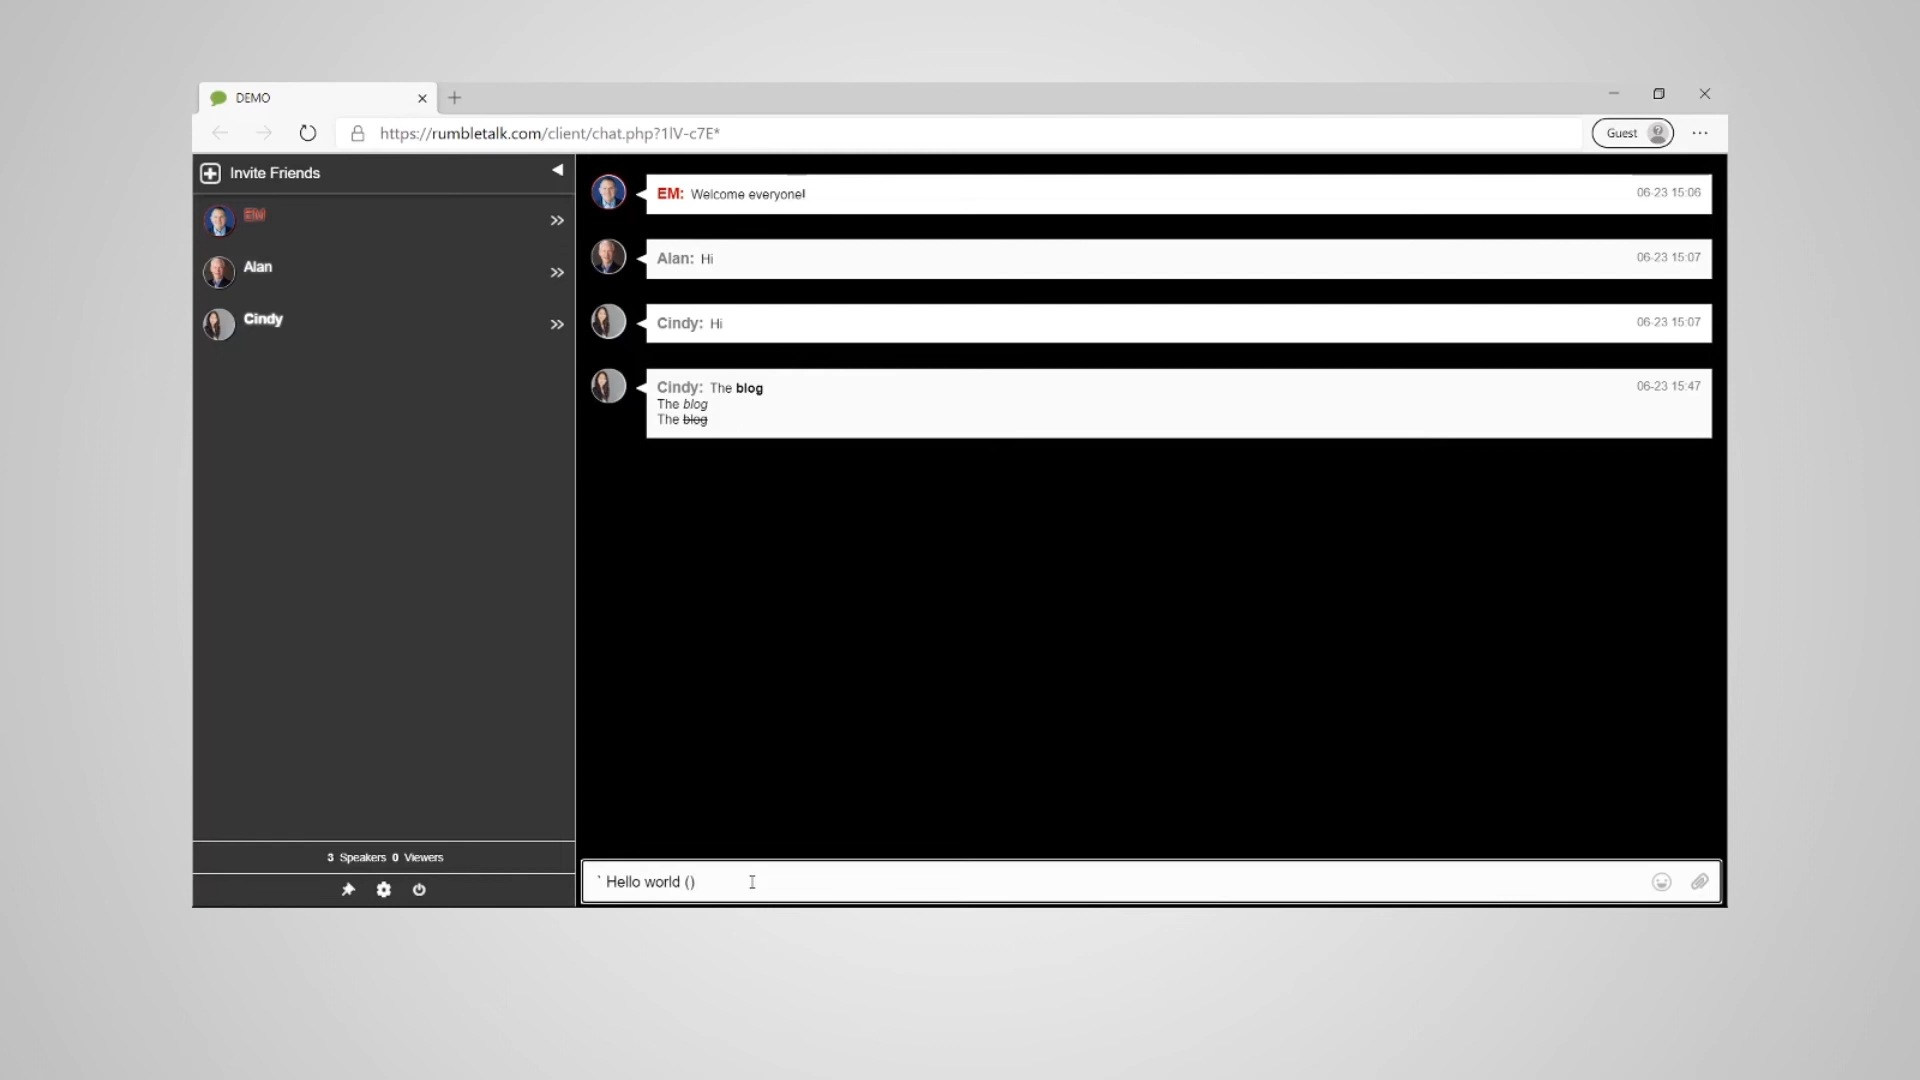 DEMO
https://rumbletalk.com/client/chat.php?1lV-c7E*
Guest
Invite Friends
EM
Alan
Cindy
EM: Welcome everyone! 06-23 15:06
Alan: Hi 06-23 15:07
Cindy: Hi 06-23 15:07
Cindy: The blog 06-23 15:47
The blog
The blog
3 Speakers 0 Viewers
` Hello world ()